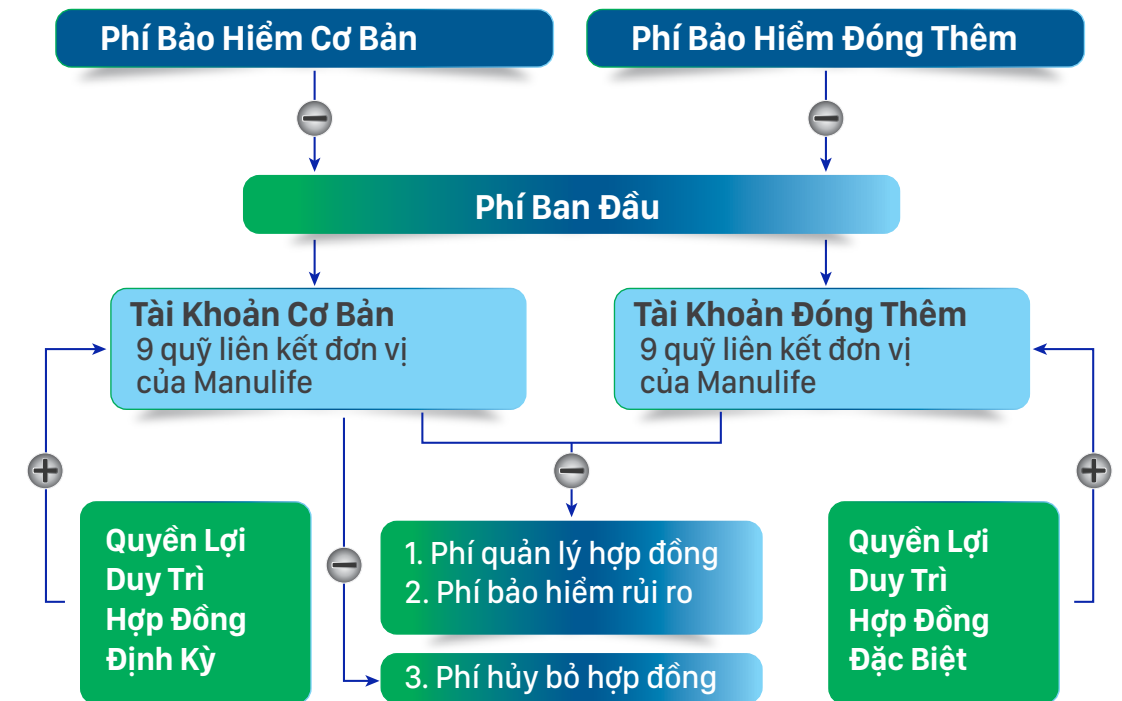 Phí Bảo Hiểm Cơ Bản
Phí Bảo Hiểm Đóng Thêm
Phí Ban Đầu
Tài Khoản Cơ Bản
9 quỹ liên kết đơn vị
của Manulife
Tài Khoản Đóng Thêm
9 quỹ liên kết đơn vị
của Manulife
Quyền Lợi
Duy Trì
Hợp Đồng
Định Kỳ
1. Phí quản lý hợp đồng
2. Phí bảo hiểm rủi ro
3. Phí hủy bỏ hợp đồng
Quyền Lợi
Duy Trì
Hợp Đồng
Đặc Biệt